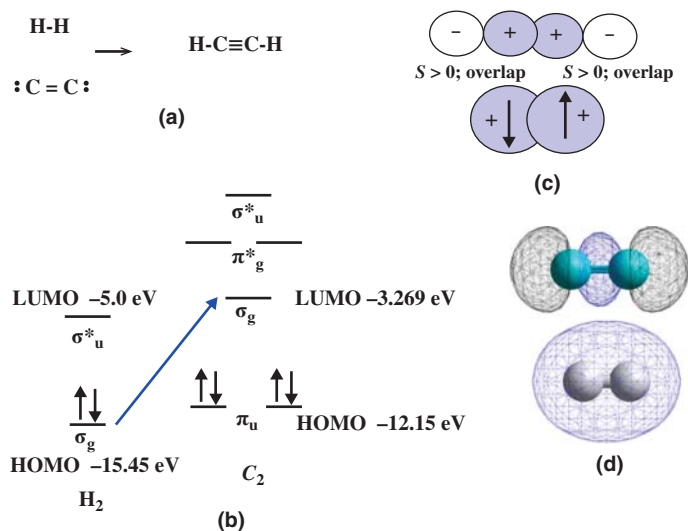 H-H
H-C≡C-H
:C = C:
(a)
− + + −
S > 0; overlap S > 0; overlap
+ +
(c)
σ*u
π*g
LUMO –5.0 eV
σ*u
σg
LUMO –3.269 eV
σg
HOMO –15.45 eV
H2
πu
HOMO –12.15 eV
C2
(b)
(d)